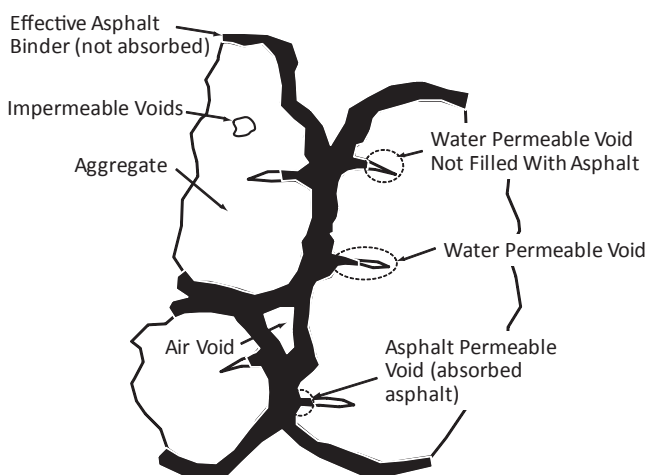 Effective Asphalt
Binder (not absorbed)
Impermeable Voids
Aggregate
Water Permeable Void
Not Filled With Asphalt
Water Permeable Void
Air Void
Asphalt Permeable
Void (absorbed
asphalt)